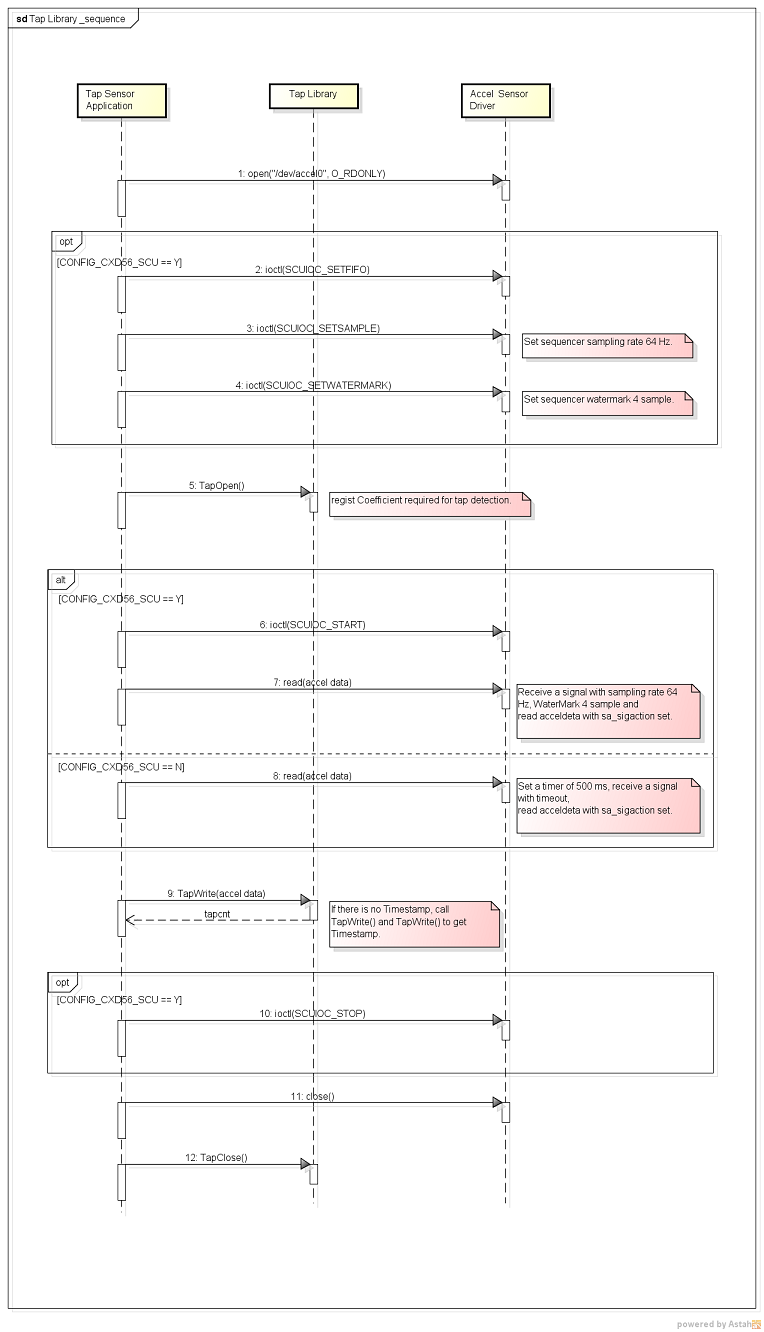 sd Tap Library _sequence
Tap Sensor
Application
Tap Library
Accel Sensor
Driver
1: open("/dev/accel0", O_RDONLY)
opt
[CONFIG_CXD56_SCU == Y]
2: ioctl(SCUIOC_SETFIFO)
3: ioctl(SCUIOC_SETSAMPLE)
Set sequencer sampling rate 64 Hz.
4: ioctl(SCUIOC_SETWATERMARK)
Set sequencer watermark 4 sample.
5: TapOpen()
regist Coefficient required for tap detection.
alt
[CONFIG_CXD56_SCU == Y]
6: ioctl(SCUIOC_START)
7: read(accel data)
Receive a signal with sampling rate 64
Hz, WaterMark 4 sample and
read acceldeta with sa_sigaction set.
[CONFIG_CXD56_SCU == N]
8: read(accel data)
Set a timer of 500 ms, receive a signal
with timeout,
read acceldeta with sa_sigaction set.
9: TapWrite(accel data)
tapcnt
If there is no Timestamp, call
TapWrite() and TapWrite() to get
Timestamp.
opt
[CONFIG_CXD56_SCU == Y]
10: ioctl(SCUIOC_STOP)
11: close()
12: TapClose()
powered by Astah